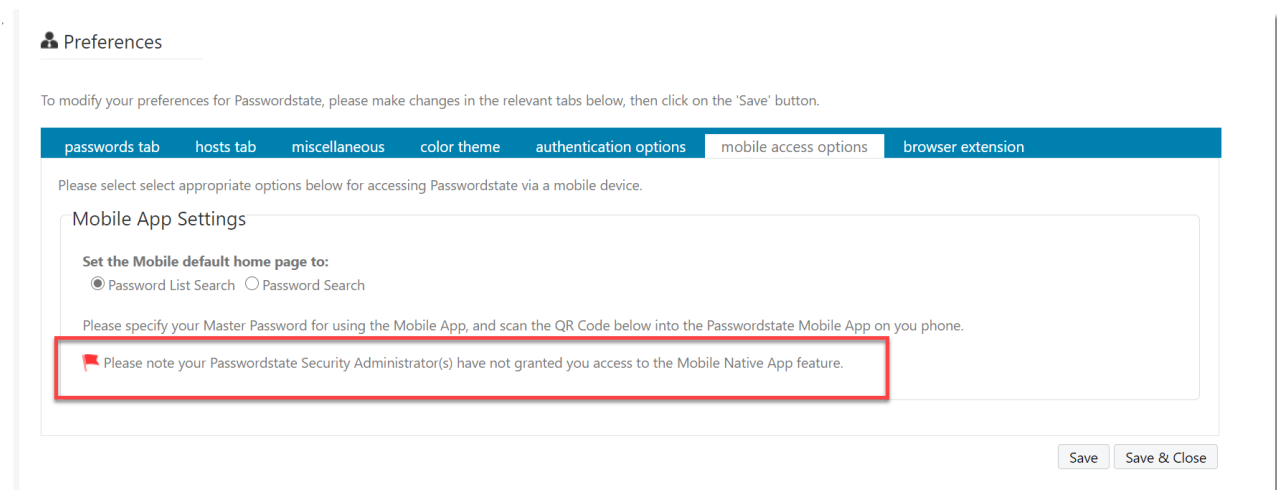 Preferences
To modify your preferences for Passwordstate, please make changes in the relevant tabs below, then click on the 'Save' button.
passwords tab hosts tab miscellaneous color theme authentication options mobile access options browser extension
Please select select appropriate options below for accessing Passwordstate via a mobile device.
Mobile App Settings
Set the Mobile default home page to:
Password List Search Password Search
Please specify your Master Password for using the Mobile App, and scan the QR Code below into the Passwordstate Mobile App on you phone.
Please note your Passwordstate Security Administrator(s) have not granted you access to the Mobile Native App feature.
Save Save & Close